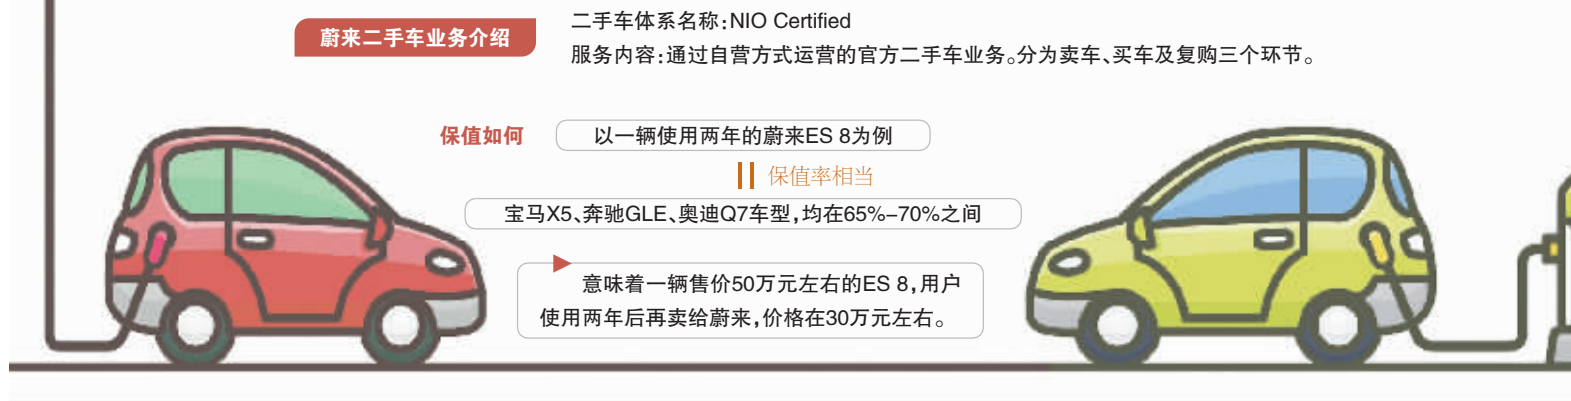 蔚来二手车业务介绍
二手车体系名称:NIO Certified
服务内容:通过自营方式运营的官方二手车业务。分为卖车、买车及复购三个环节。
保值如何
以一辆使用两年的蔚来ES 8为例
保值率相当
宝马X5、奔驰GLE、奥迪Q7车型,均在65%–70%之间
意味着一辆售价50万元左右的ES 8,用户
使用两年后再卖给蔚来,价格在30万元左右。